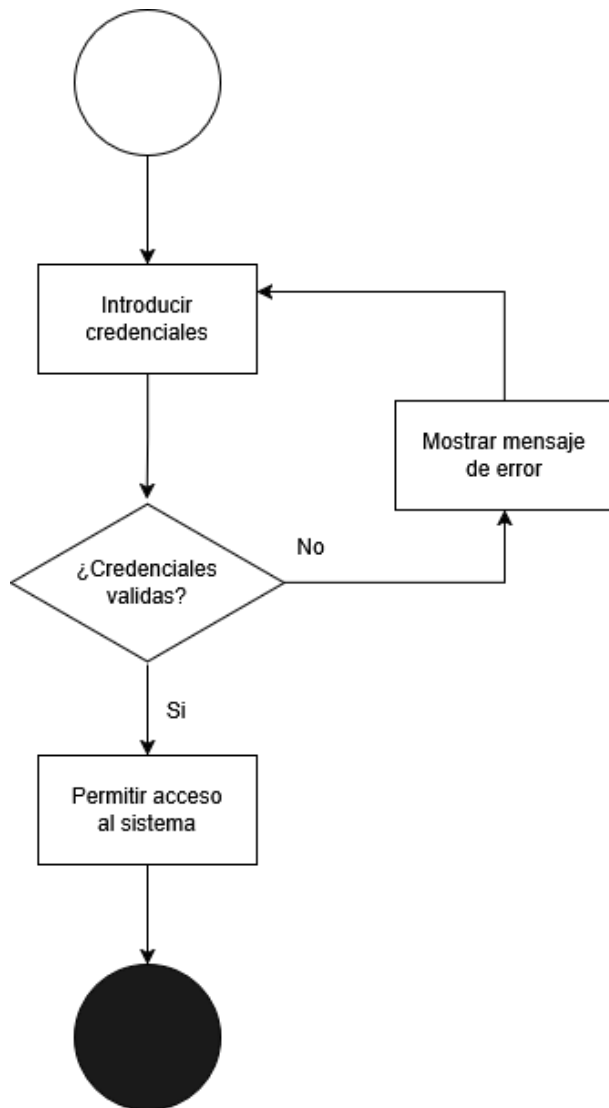 Introducir
credenciales
Mostrar mensaje
de error
¿Credenciales
validas?
No
Si
Permitir acceso
al sistema